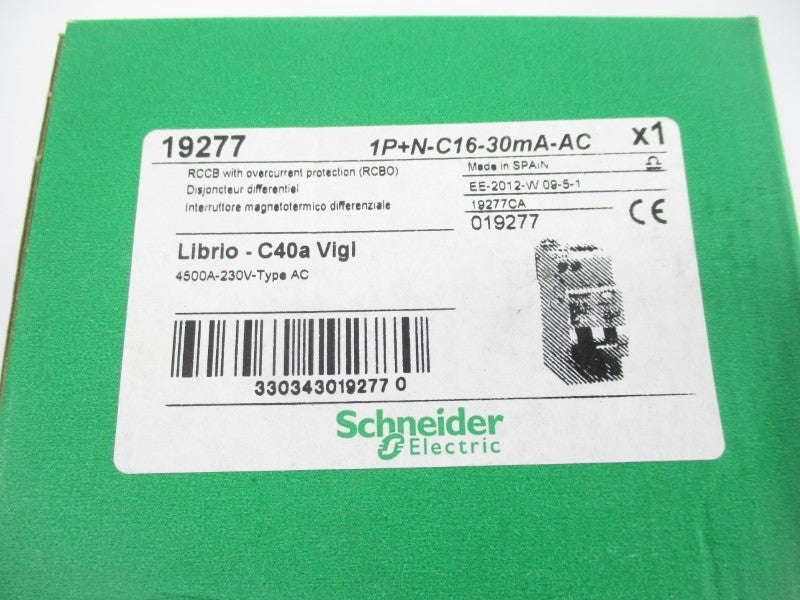 19277 1P+N-C16-30mA-AC x1
RCCB with overcurrent protection (RCBO)
Disjoncteur differentiel
Interruttore magnetotermico differenziale
Made in SPAIN
EE-2012-W 09-5-1
19277CA
019277
CE
Librio - C40a Vigi
4500A-230V-Type AC
330343019277 0
Schneider
Electric